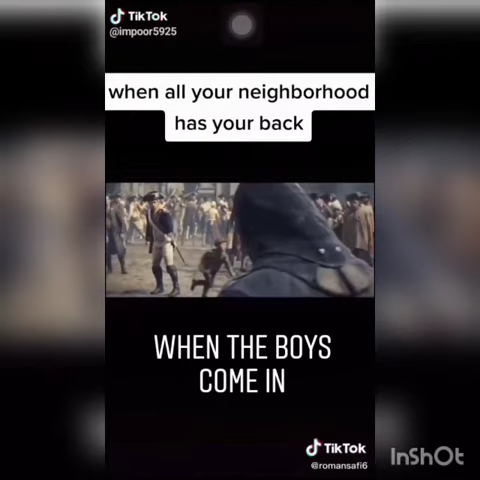 TikTok
@impoor5925
when all your neighborhood
has your back
WHEN THE BOYS
COME IN
TikTok
@romansafi6
InShOt